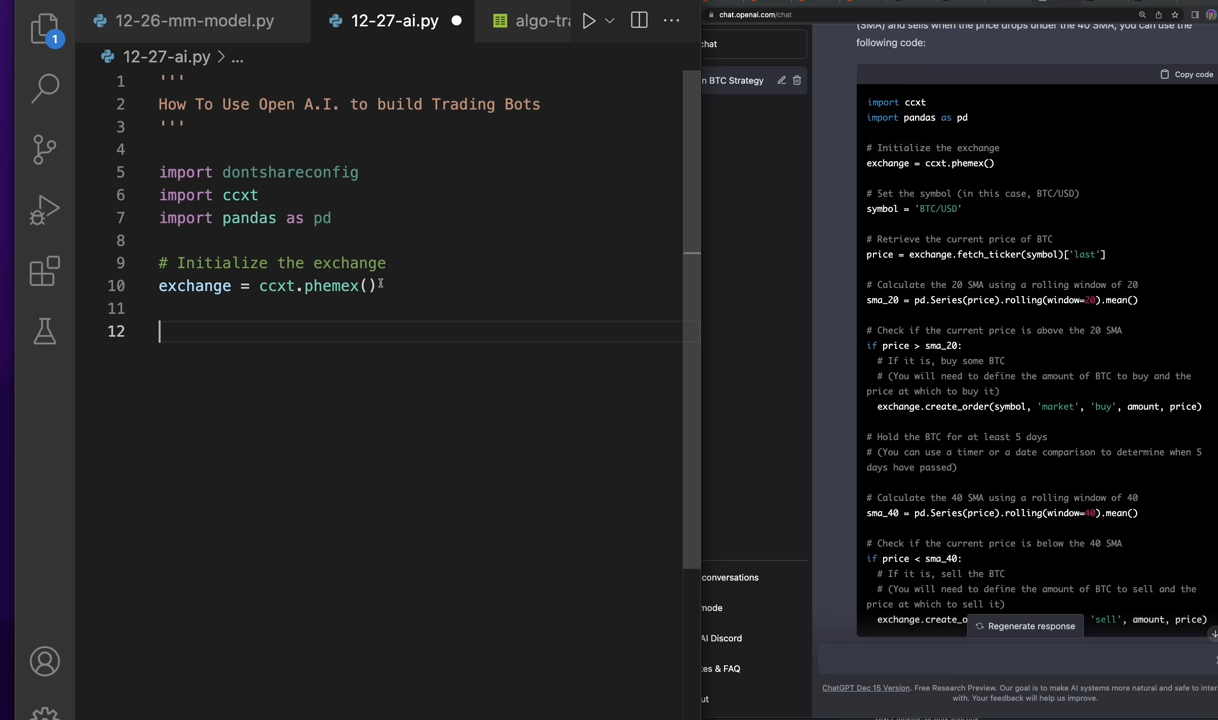 12-26-mm-model.py
12-27-ai.py
algo-tra
12-27-ai.py > ...
1
1 '''
2 How To Use Open A.I. to build Trading Bots
3 '''
4
5 import dontshareconfig
6 import ccxt
7 import pandas as pd
8
9 # Initialize the exchange
10 exchange = ccxt.phemex()
11
12
chat.openai.com/chat
chat
n BTC Strategy
conversations
mode
AI Discord
tes & FAQ
ut
(SMA) and sells when the price drops under the 40 SMA, you can use the
following code:
Copy code
import ccxt
import pandas as pd
# Initialize the exchange
exchange = ccxt.phemex()
# Set the symbol (in this case, BTC/USD)
symbol = 'BTC/USD'
# Retrieve the current price of BTC
price = exchange.fetch_ticker(symbol)['last']
# Calculate the 20 SMA using a rolling window of 20
sma_20 = pd.Series(price).rolling(window=20).mean()
# Check if the current price is above the 20 SMA
if price > sma_20:
# If it is, buy some BTC
# (You will need to define the amount of BTC to buy and the
price at which to buy it)
exchange.create_order(symbol, 'market', 'buy', amount, price)
# Hold the BTC for at least 5 days
# (You can use a timer or a date comparison to determine when 5
days have passed)
# Calculate the 40 SMA using a rolling window of 40
sma_40 = pd.Series(price).rolling(window=40).mean()
# Check if the current price is below the 40 SMA
if price < sma_40:
# If it is, sell the BTC
# (You will need to define the amount of BTC to sell and the
price at which to sell it)
exchange.create_o 'sell', amount, price)
Regenerate response
ChatGPT Dec 15 Version. Free Research Preview. Our goal is to make AI systems more natural and safe to inter
with. Your feedback will help us improve.